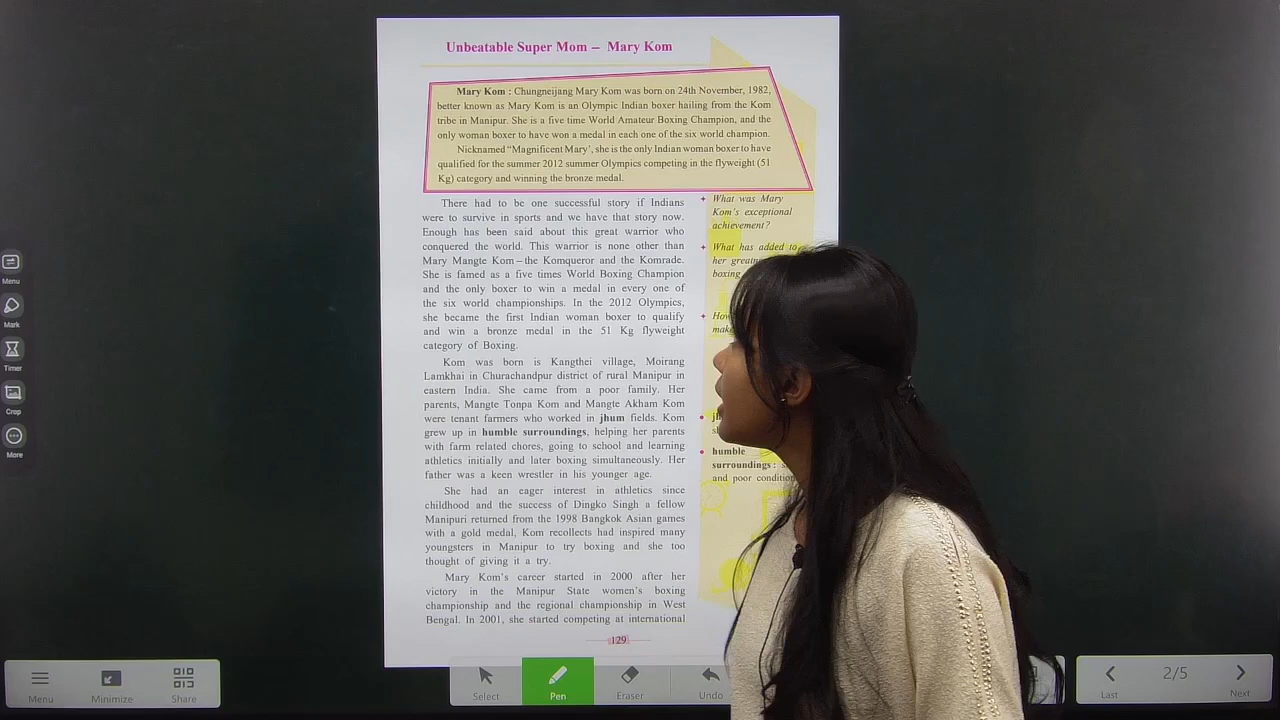 Unbeatable Super Mom – Mary Kom
Mary Kom : Chungneijang Mary Kom was born on 24th November, 1982,
better known as Mary Kom is an Olympic Indian boxer hailing from the Kom
tribe in Manipur. She is a five time World Amateur Boxing Champion, and the
only woman boxer to have won a medal in each one of the six world champion.
Nicknamed "Magnificent Mary', she is the only Indian woman boxer to have
qualified for the summer 2012 summer Olympics competing in the flyweight (51
Kg) category and winning the bronze medal.
There had to be one successful story if Indians
were to survive in sports and we have that story now.
Enough has been said about this great warrior who
conquered the world. This warrior is none other than
Mary Mangte Kom – the Komqueror and the Komrade.
She is famed as a five times World Boxing Champion
and the only boxer to win a medal in every one of
the six world championships. In the 2012 Olympics,
she became the first Indian woman boxer to qualify
and win a bronze medal in the 51 Kg flyweight
category of Boxing.
Kom was born is Kangthei village, Moirang
Lamkhai in Churachandpur district of rural Manipur in
eastern India. She came from a poor family. Her
parents, Mangte Tonpa Kom and Mangte Akham Kom
were tenant farmers who worked in jhum fields. Kom
grew up in humble surroundings, helping her parents
with farm related chores, going to school and learning
athletics initially and later boxing simultaneously. Her
father was a keen wrestler in his younger age.
She had an eager interest in athletics since
childhood and the success of Dingko Singh a fellow
Manipuri returned from the 1998 Bangkok Asian games
with a gold medal, Kom recollects had inspired many
youngsters in Manipur to try boxing and she too
thought of giving it a try.
Mary Kom's career started in 2000 after her
victory in the Manipur State women's boxing
championship and the regional championship in West
Bengal. In 2001, she started competing at international
129
What was Mary
Kom's exceptional
achievement?
What has added to
her
boxing
humble
surroundings :
and poor
Menu
Mark
Timer
Crop
More
Menu
Minimize
Share
Select
Pen
Eraser
Undo
Last
2/5
Next